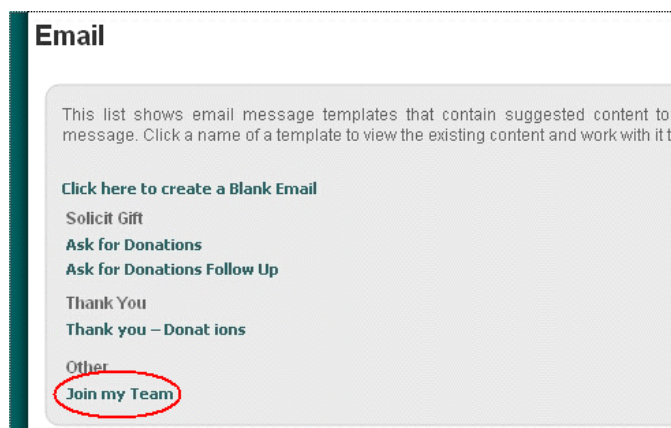 Email
This list shows email message templates that contain suggested content to
message. Click a name of a template to view the existing content and work with it t
Click here to create a Blank Email
Solicit Gift
Ask for Donations
Ask for Donations Follow Up
Thank You
Thank you – Donat ions
Other
Join my Team